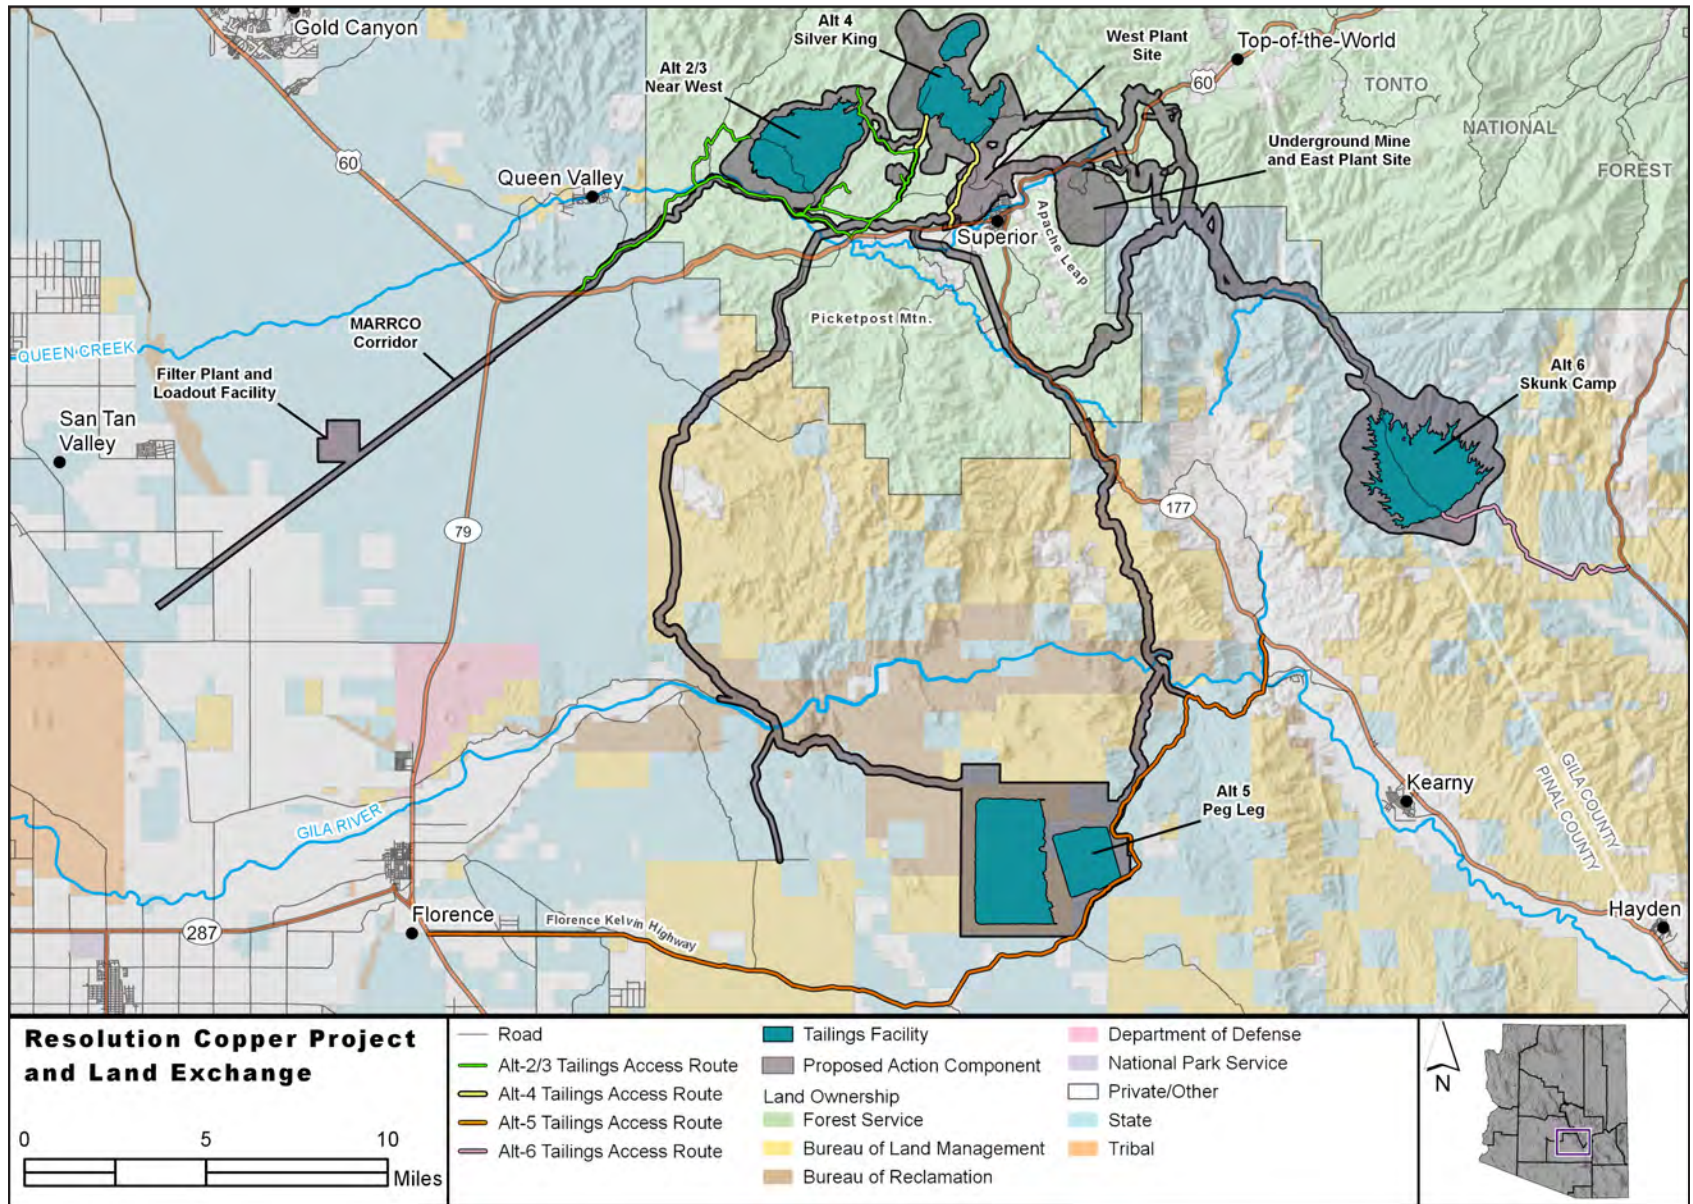 Gold Canyon
Alt 4
Silver King
West Plant
Site
Top-of-the-World
60
TONTO
NATIONAL
FOREST
Alt 2/3
Near West
Underground Mine
and East Plant Site
60
Queen Valley
Superior
Apache Leap
Picketpost Mtn.
MARRCO
Corridor
QUEEN CREEK
Filter Plant and
Loadout Facility
San Tan
Valley
Alt 6
Skunk Camp
79
177
GILA COUNTY
PINAL COUNTY
Kearny
Alt 5
Peg Leg
GILA RIVER
Hayden
Florence
Florence Kelvin Highway
287
Resolution Copper Project
and Land Exchange
0 5 10
Miles
Road
Alt-2/3 Tailings Access Route
Alt-4 Tailings Access Route
Alt-5 Tailings Access Route
Alt-6 Tailings Access Route
Tailings Facility
Proposed Action Component
Land Ownership
Forest Service
Bureau of Land Management
Bureau of Reclamation
Department of Defense
National Park Service
Private/Other
State
Tribal
N